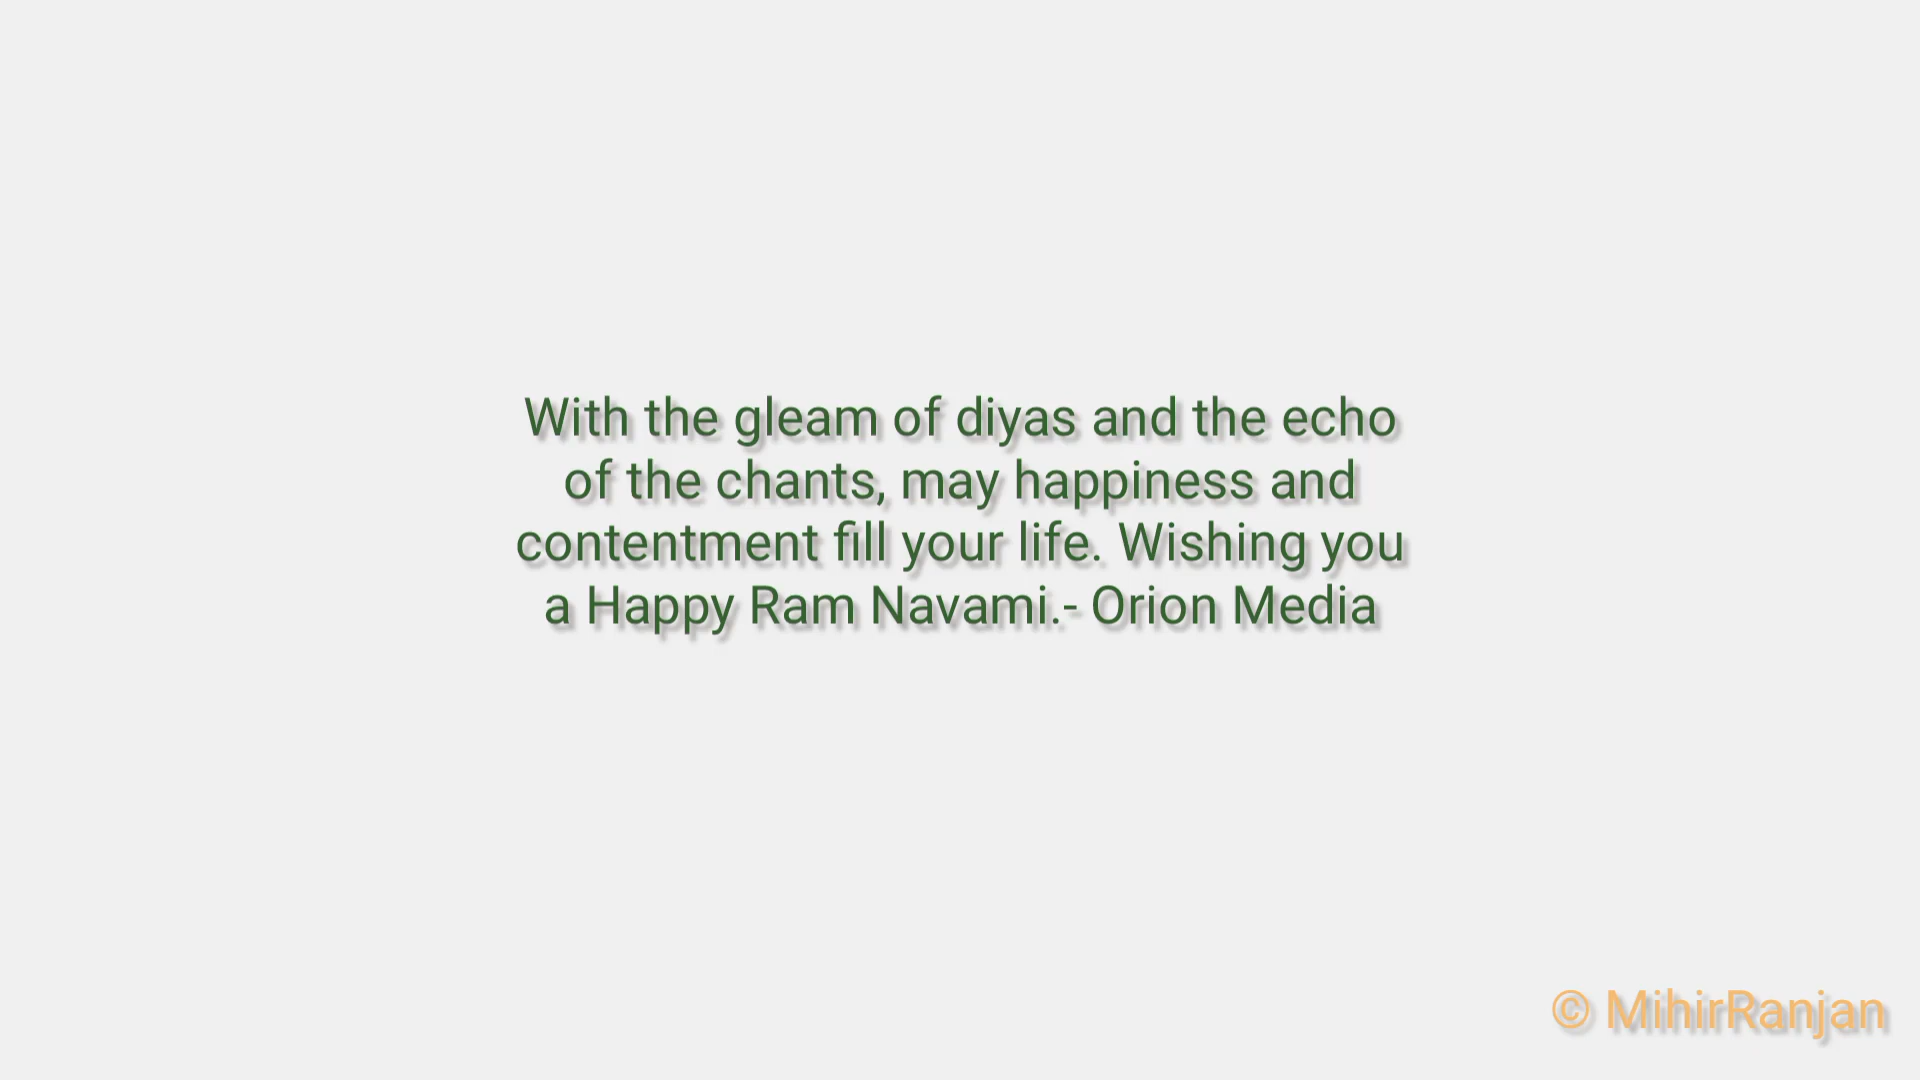 With the gleam of diyas and the echo
of the chants, may happiness and
contentment fill your life. Wishing you
a Happy Ram Navami.- Orion Media
© MihirRanjan